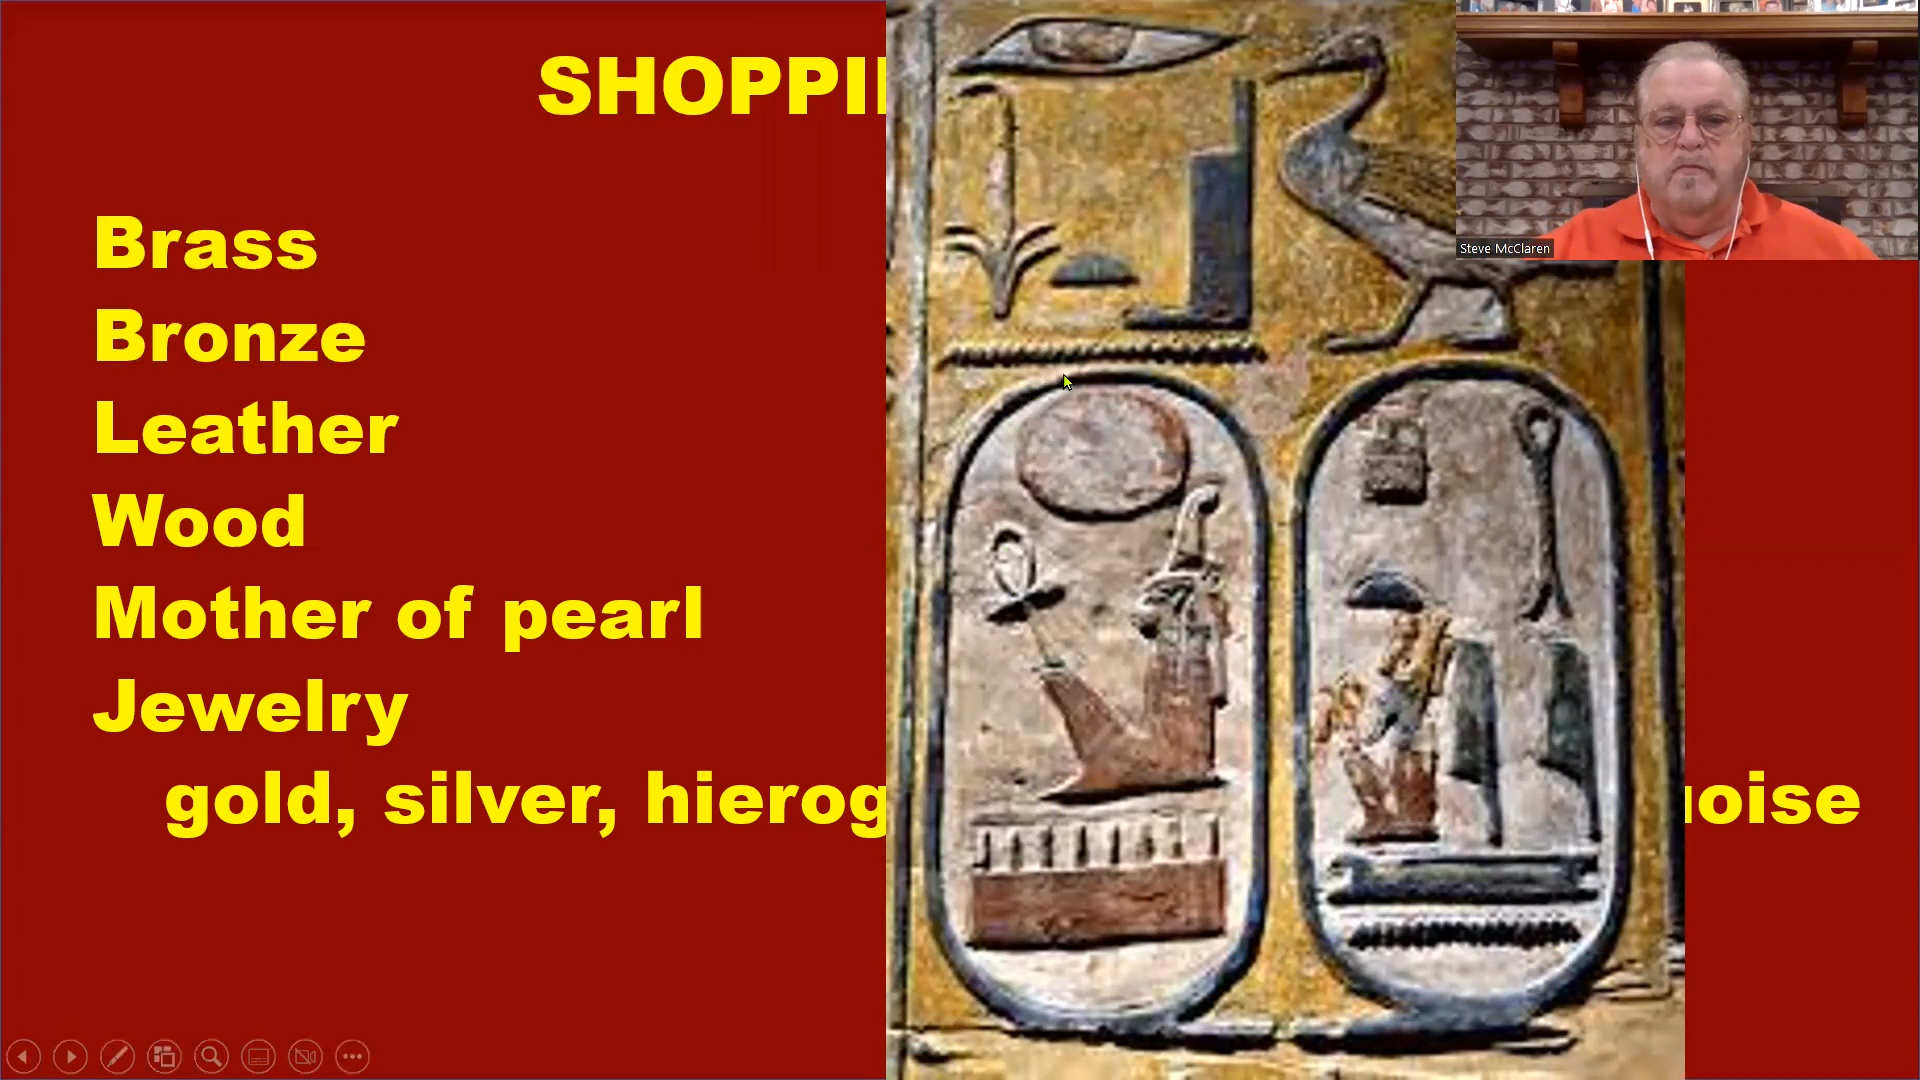 SHOPPI
Brass
Bronze
Leather
Wood
Mother of pearl
Jewelry
gold, silver, hierog oise
Steve McClaren